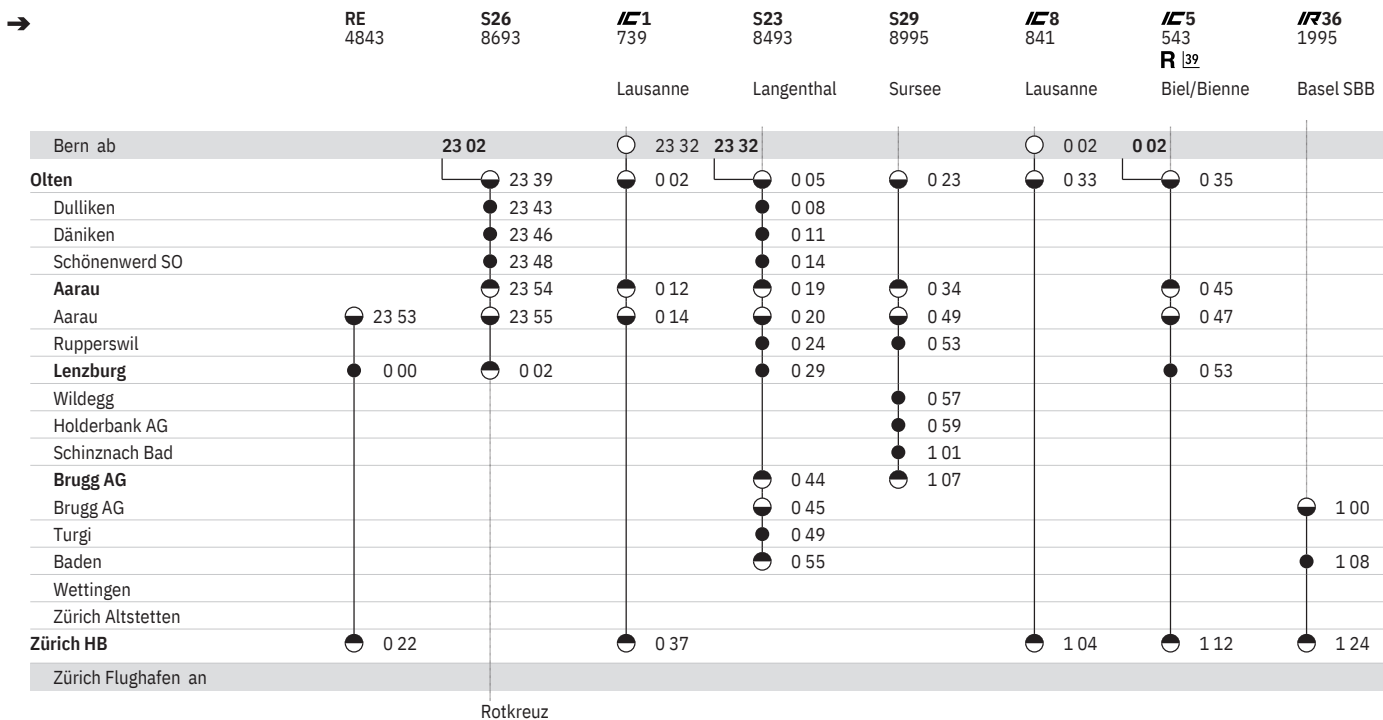 ➔ RE S26 IC1 S23 S29 IC8 IC5 IR36
4843 8693 739 8493 8995 841 543 1995
R 39
Lausanne Langenthal Sursee Lausanne Biel/Bienne Basel SBB
Bern ab 23 02 23 32 23 32 0 02 0 02
Olten 23 39 0 02 0 05 0 23 0 33 0 35
Dulliken 23 43 0 08
Däniken 23 46 0 11
Schönenwerd SO 23 48 0 14
Aarau 23 54 0 12 0 19 0 34 0 45
Aarau 23 53 23 55 0 14 0 20 0 49 0 47
Rupperswil 0 24 0 53
Lenzburg 0 00 0 02 0 29 0 53
Wildegg 0 57
Holderbank AG 0 59
Schinznach Bad 1 01
Brugg AG 0 44 1 07
Brugg AG 0 45 1 00
Turgi 0 49
Baden 0 55 1 08
Wettingen
Zürich Altstetten
Zürich HB 0 22 0 37 1 04 1 12 1 24
Zürich Flughafen an
Rotkreuz